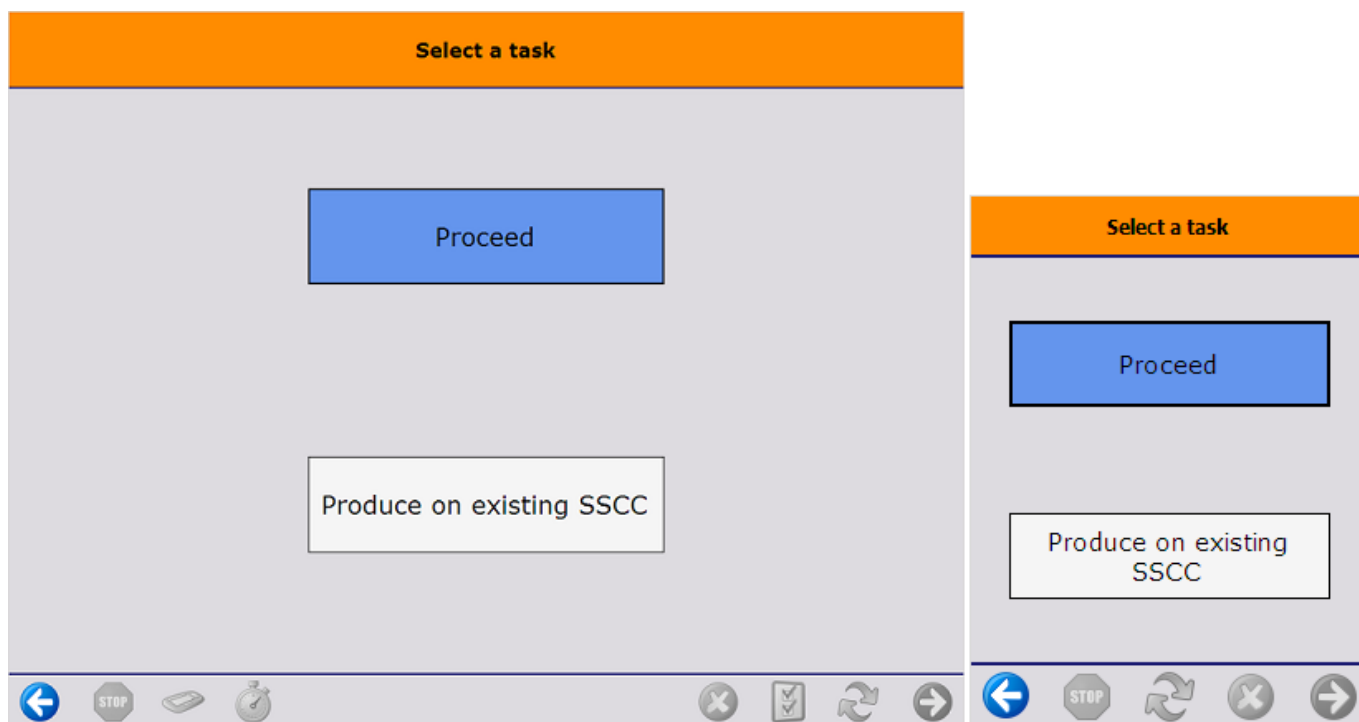 Select a task
Proceed
Produce on existing SSCC
STOP
Select a task
Proceed
Produce on existing
SSCC
STOP